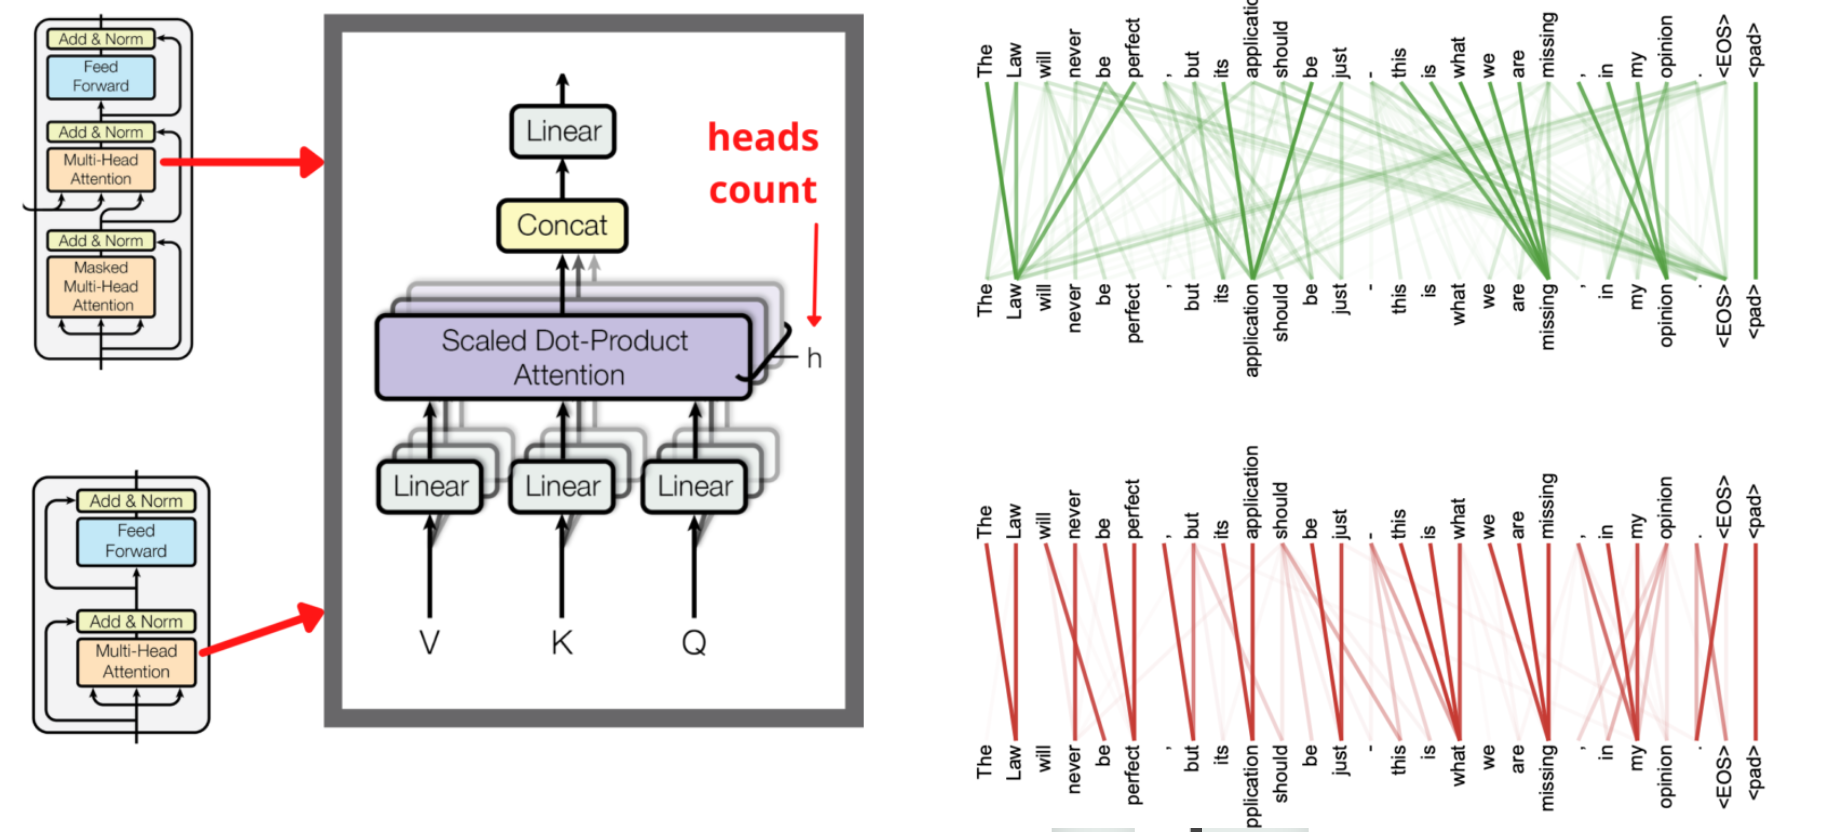 Add & Norm
Feed
Forward
Add & Norm
Multi-Head
Attention
Add & Norm
Masked
Multi-Head
Attention
Add & Norm
Feed
Forward
Add & Norm
Multi-Head
Attention
Linear
Concat
heads
count
Scaled Dot-Product
Attention
h
Linear Linear Linear
V K Q
The Law will never be perfect , but its applicatio should be just - this is what we are missing , in my opinion . <EOS> <pad>
The Law will never be perfect , but its application should be just - this is what we are missing , in my opinion . <EOS> <pad>
The Law will never be perfect , but its application should be just - this is what we are missing , in my opinion . <EOS> <pad>
The Law will never be perfect , but its pplication should be just - this is what we are missing , in my opinion . <EOS> <pad>